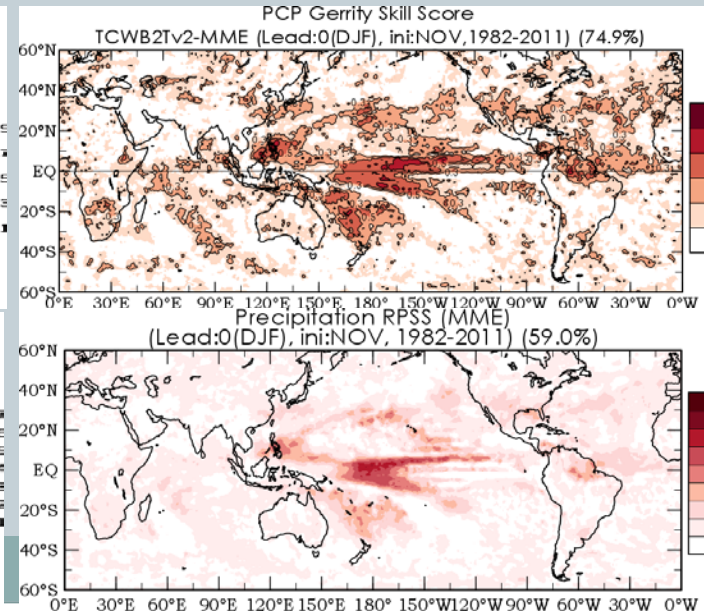 PCP Gerrity Skill Score
TCWB2Tv2-MME (Lead:0(DJF), ini:NOV,1982-2011) (74.9%)
60°N
40°N
20°N
EQ
20°S
40°S
60°S
0°E 30°E 60°E 90°E 120°E 150°E 180° 150°W 120°W 90°W 60°W 30°W 0°W
Precipitation RPSS (MME)
(Lead:0(DJF), ini:NOV, 1982-2011) (59.0%)
60°N
40°N
20°N
EQ
20°S
40°S
60°S
0°E 30°E 60°E 90°E 120°E 150°E 180° 150°W 120°W 90°W 60°W 30°W 0°W